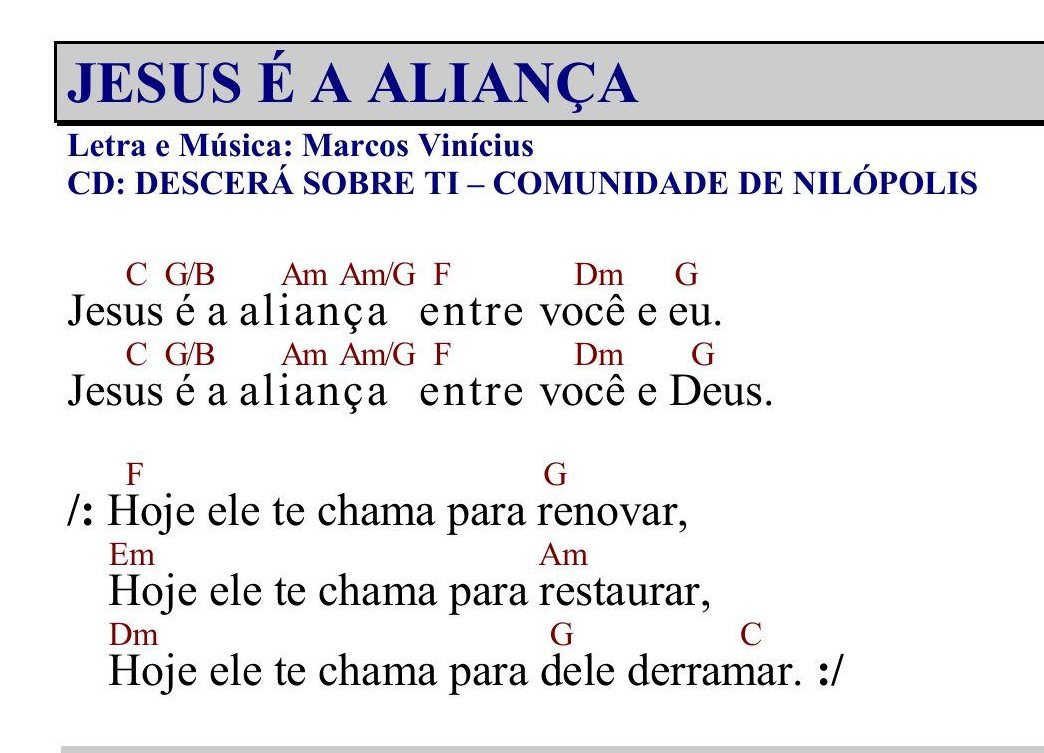 JESUS É A ALIANÇA
Letra e Música: Marcos Vinícius
CD: DESCERÁ SOBRE TI – COMUNIDADE DE NILÓPOLIS
C G/B Am Am/G F Dm G
Jesus é a aliança entre você e eu.
C G/B Am Am/G F Dm G
Jesus é a aliança entre você e Deus.
F G
/: Hoje ele te chama para renovar,
Em Am
Hoje ele te chama para restaurar,
Dm G C
Hoje ele te chama para dele derramar. :/